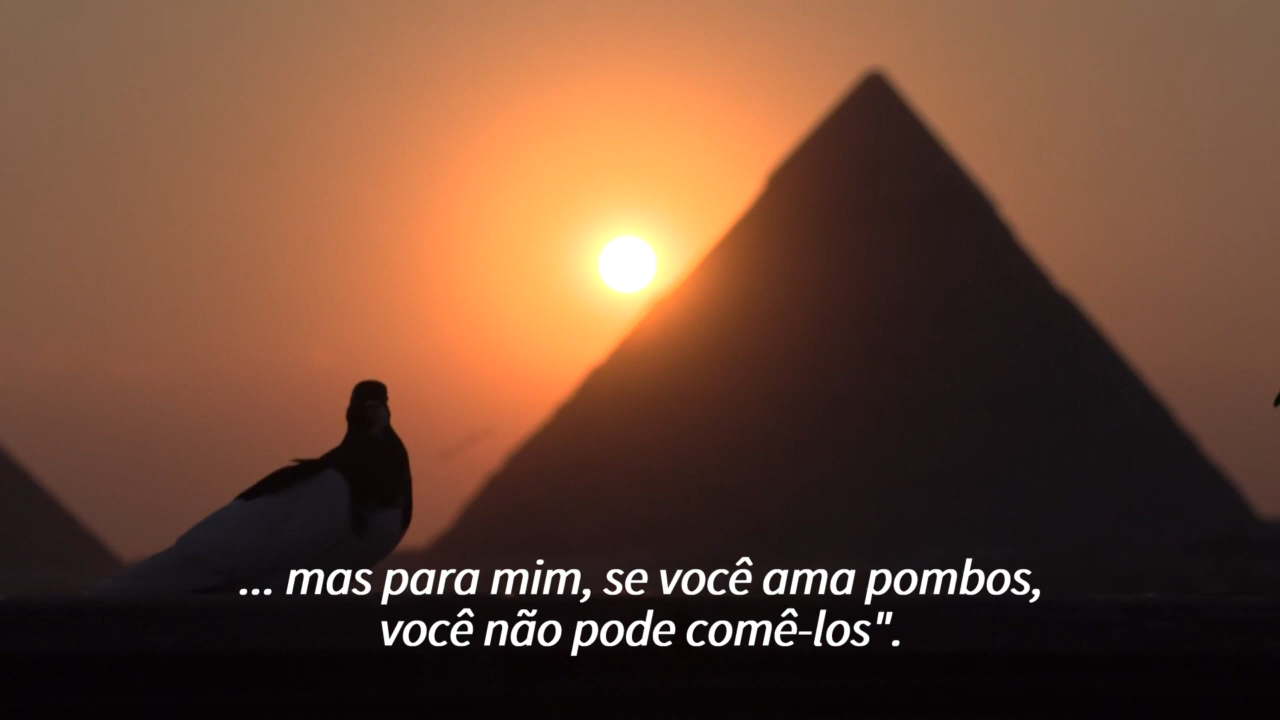 ... mas para mim, se você ama pombos,
você não pode comê-los".